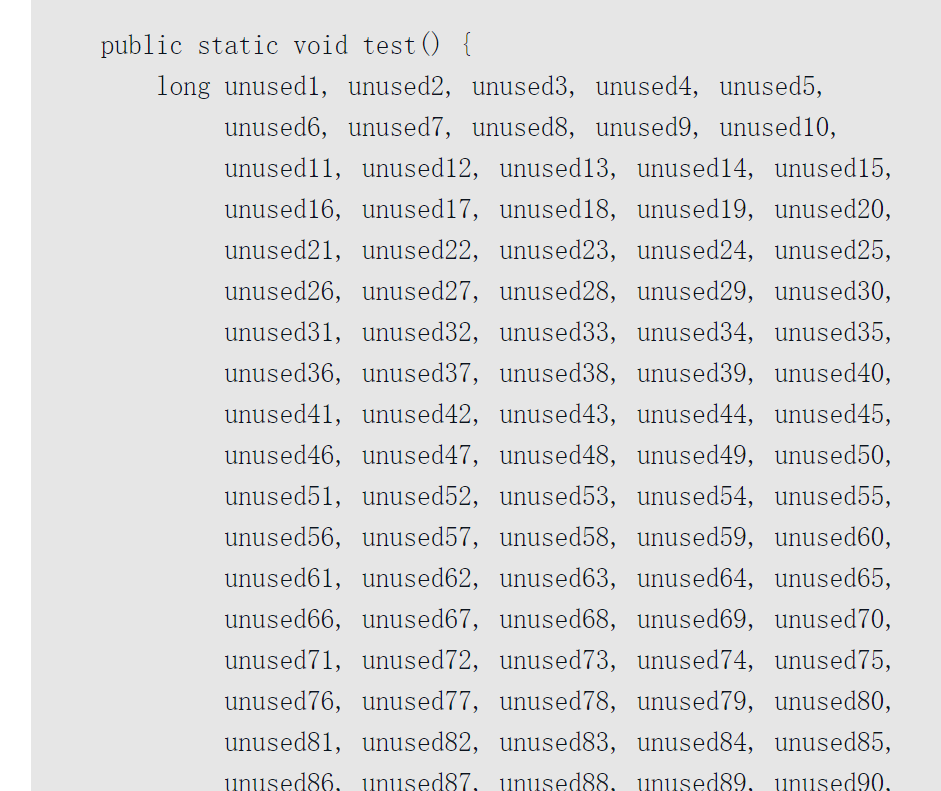 public static void test() {
long unused1, unused2, unused3, unused4, unused5,
unused6, unused7, unused8, unused9, unused10,
unused11, unused12, unused13, unused14, unused15,
unused16, unused17, unused18, unused19, unused20,
unused21, unused22, unused23, unused24, unused25,
unused26, unused27, unused28, unused29, unused30,
unused31, unused32, unused33, unused34, unused35,
unused36, unused37, unused38, unused39, unused40,
unused41, unused42, unused43, unused44, unused45,
unused46, unused47, unused48, unused49, unused50,
unused51, unused52, unused53, unused54, unused55,
unused56, unused57, unused58, unused59, unused60,
unused61, unused62, unused63, unused64, unused65,
unused66, unused67, unused68, unused69, unused70,
unused71, unused72, unused73, unused74, unused75,
unused76, unused77, unused78, unused79, unused80,
unused81, unused82, unused83, unused84, unused85,
unused86, unused87, unused88, unused89, unused90,